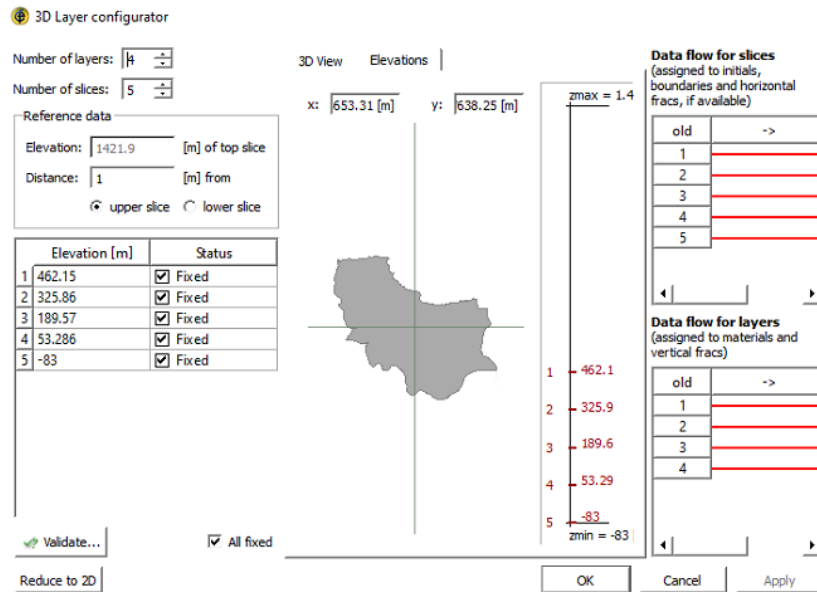 3D Layer configurator
Number of layers: 4
Number of slices: 5
Reference data
Elevation: 1421.9 [m] of top slice
Distance: 1 [m] from
upper slice lower slice
Elevation [m] Status
1 462.15 Fixed
2 325.86 Fixed
3 189.57 Fixed
4 53.286 Fixed
5 -83 Fixed
Validate... All fixed
Reduce to 2D
3D View Elevations
x: 653.31 [m] y: 638.25 [m]
zmax = 1.4
1 462.1
2 325.9
3 189.6
4 53.29
5 -83
zmin = -83
Data flow for slices
(assigned to initials,
boundaries and horizontal
fracs, if available)
old ->
1
2
3
4
5
Data flow for layers
(assigned to materials and
vertical fracs)
old ->
1
2
3
4
OK Cancel Apply